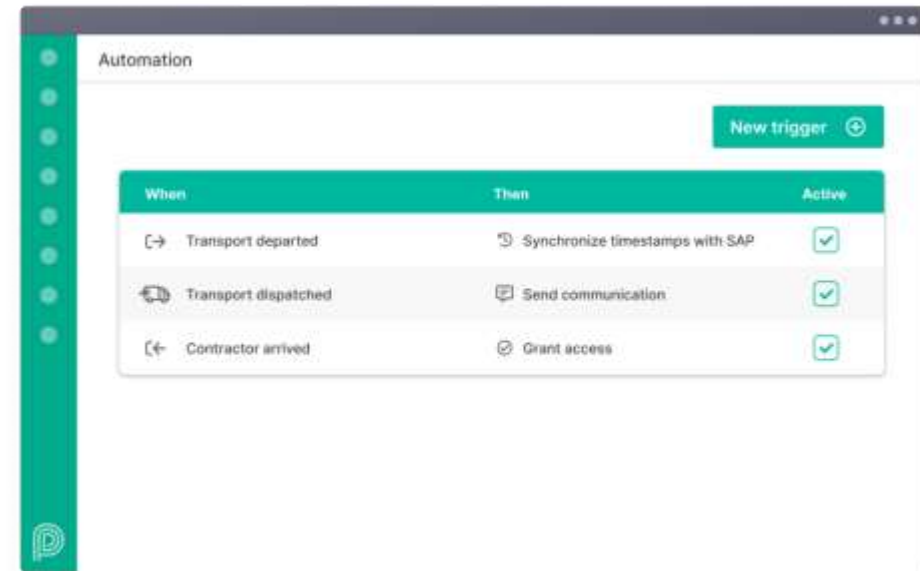 Automation
New trigger
When Then Active
Transport departed Synchronize timestamps with SAP
Transport dispatched Send communication
Contractor arrived Grant access